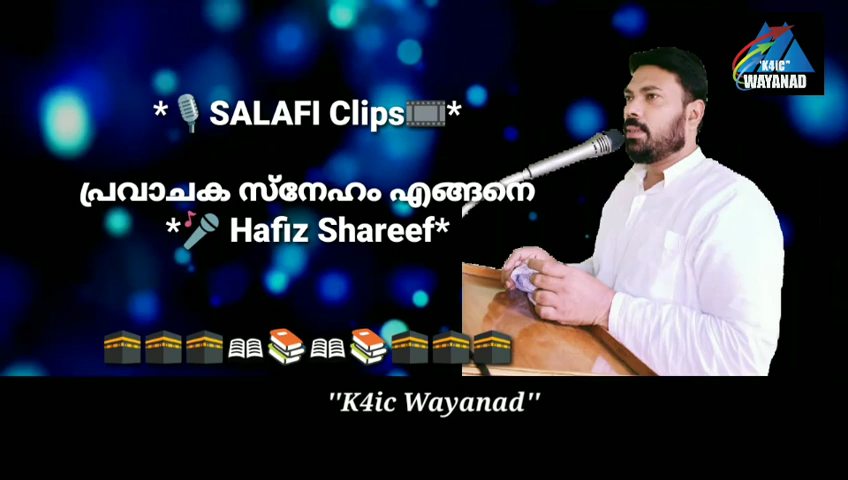 "K4IC"
WAYANAD
*🎙️SALAFI Clips🎞️*
പ്രവാചക സ്നേഹം എങ്ങനെ
*🎤 Hafiz Shareef*
🕋🕋🕋📖📚📖📚🕋🕋🕋
"K4ic Wayanad"